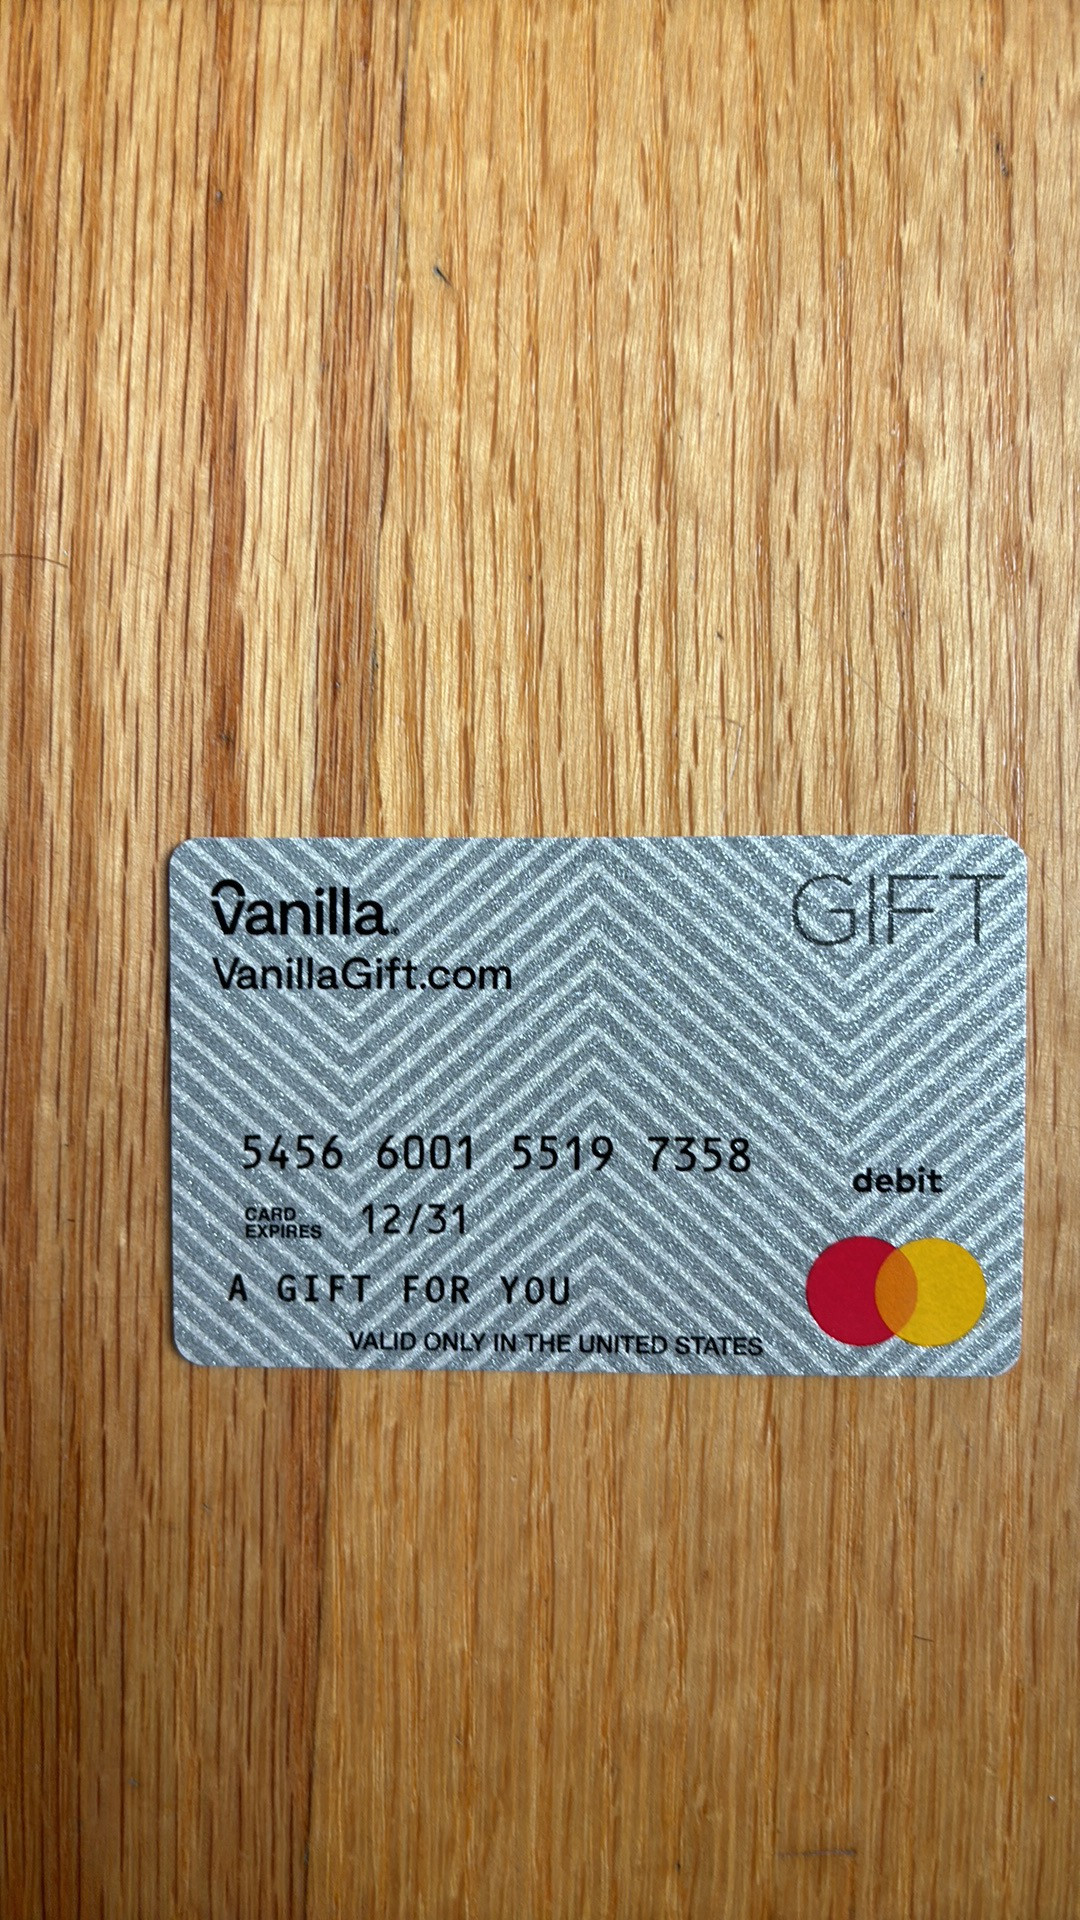 Vanilla
GIFT
VanillaGift.com
5456 6001 5519 7358
debit
CARD EXPIRES 12/31
A GIFT FOR YOU
VALID ONLY IN THE UNITED STATES